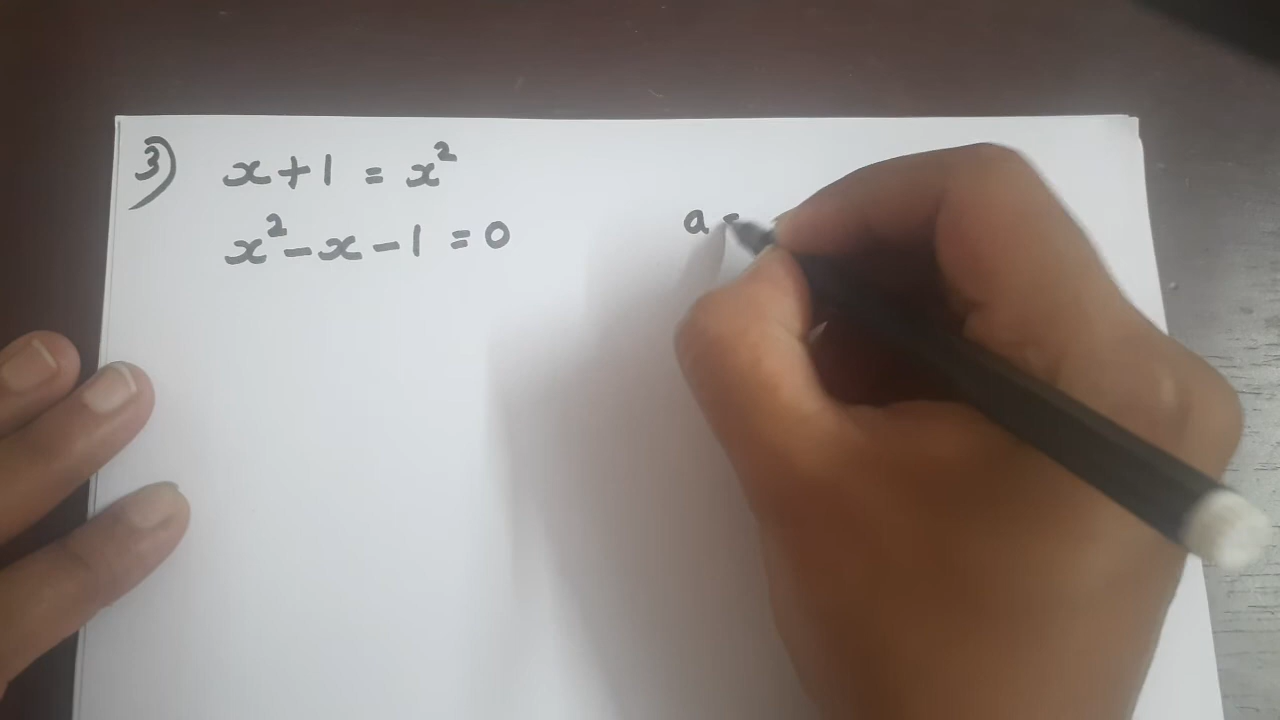 3) x+1 = x²
x²-x-1 = 0
a =